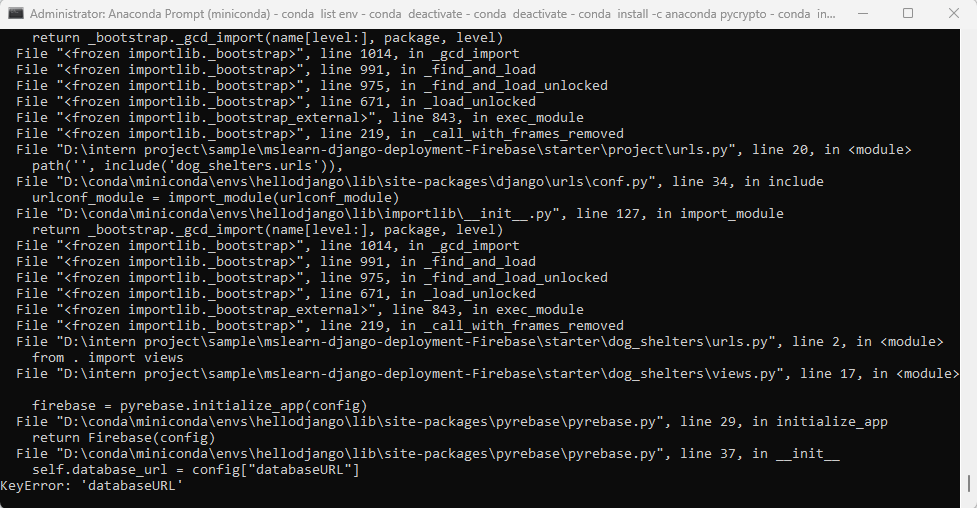 Administrator: Anaconda Prompt (miniconda) - conda list env - conda deactivate - conda deactivate - conda install -c anaconda pycrypto - conda in...
    return _bootstrap._gcd_import(name[level:], package, level)
  File "<frozen importlib._bootstrap>", line 1014, in _gcd_import
  File "<frozen importlib._bootstrap>", line 991, in _find_and_load
  File "<frozen importlib._bootstrap>", line 975, in _find_and_load_unlocked
  File "<frozen importlib._bootstrap>", line 671, in _load_unlocked
  File "<frozen importlib._bootstrap_external>", line 843, in exec_module
  File "<frozen importlib._bootstrap>", line 219, in _call_with_frames_removed
  File "D:\intern project\sample\mslearn-django-deployment-Firebase\starter\project\urls.py", line 20, in <module>
    path('', include('dog_shelters.urls')),
  File "D:\conda\miniconda\envs\hellodjango\lib\site-packages\django\urls\conf.py", line 34, in include
    urlconf_module = import_module(urlconf_module)
  File "D:\conda\miniconda\envs\hellodjango\lib\importlib\__init__.py", line 127, in import_module
    return _bootstrap._gcd_import(name[level:], package, level)
  File "<frozen importlib._bootstrap>", line 1014, in _gcd_import
  File "<frozen importlib._bootstrap>", line 991, in _find_and_load
  File "<frozen importlib._bootstrap>", line 975, in _find_and_load_unlocked
  File "<frozen importlib._bootstrap>", line 671, in _load_unlocked
  File "<frozen importlib._bootstrap_external>", line 843, in exec_module
  File "<frozen importlib._bootstrap>", line 219, in _call_with_frames_removed
  File "D:\intern project\sample\mslearn-django-deployment-Firebase\starter\dog_shelters\urls.py", line 2, in <module>
    from . import views
  File "D:\intern project\sample\mslearn-django-deployment-Firebase\starter\dog_shelters\views.py", line 17, in <module>
    firebase = pyrebase.initialize_app(config)
  File "D:\conda\miniconda\envs\hellodjango\lib\site-packages\pyrebase\pyrebase.py", line 29, in initialize_app
    return Firebase(config)
  File "D:\conda\miniconda\envs\hellodjango\lib\site-packages\pyrebase\pyrebase.py", line 37, in __init__
    self.database_url = config["databaseURL"]
KeyError: 'databaseURL'